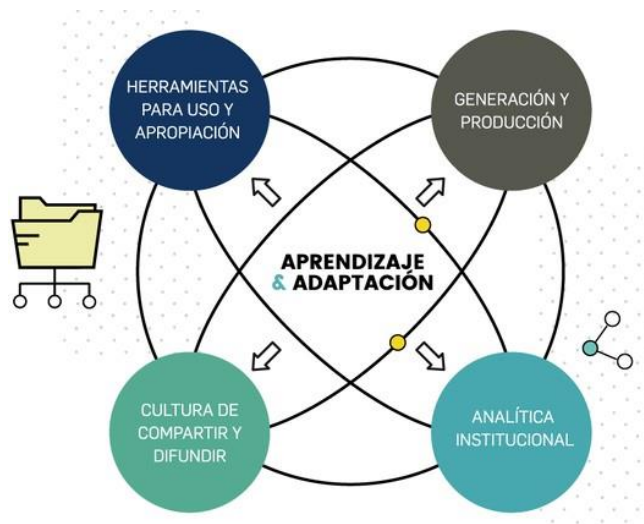 HERRAMIENTAS
PARA USO Y
APROPIACIÓN
GENERACIÓN Y
PRODUCCIÓN
APRENDIZAJE
& ADAPTACIÓN
CULTURA DE
COMPARTIR Y
DIFUNDIR
ANALÍTICA
INSTITUCIONAL